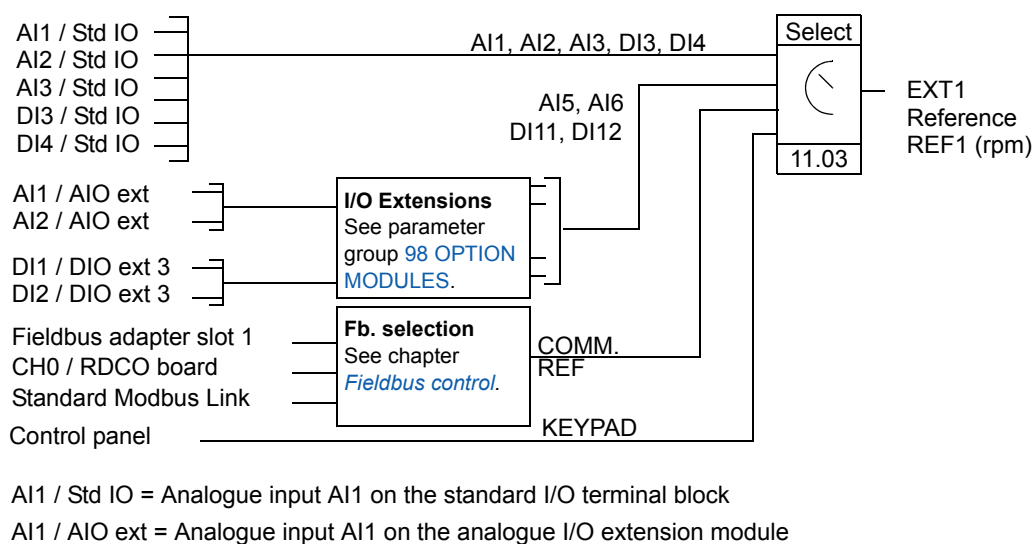 AI1 / Std IO
AI2 / Std IO
AI3 / Std IO
DI3 / Std IO
DI4 / Std IO
AI1, AI2, AI3, DI3, DI4
Select
11.03
EXT1
Reference
REF1 (rpm)
AI5, AI6
DI11, DI12
AI1 / AIO ext
AI2 / AIO ext
DI1 / DIO ext 3
DI2 / DIO ext 3
I/O Extensions
See parameter
group 98 OPTION
MODULES.
Fieldbus adapter slot 1
CH0 / RDCO board
Standard Modbus Link
Fb. selection
See chapter
Fieldbus control.
COMM.
REF
Control panel
KEYPAD
AI1 / Std IO = Analogue input AI1 on the standard I/O terminal block
AI1 / AIO ext = Analogue input AI1 on the analogue I/O extension module